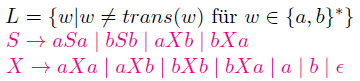 L = {w|w ≠ trans(w) für w ∈ {a, b}*}
S → aSa | bSb | aXb | bXa
X → aXa | aXb | bXb | bXa | a | b | ϵ